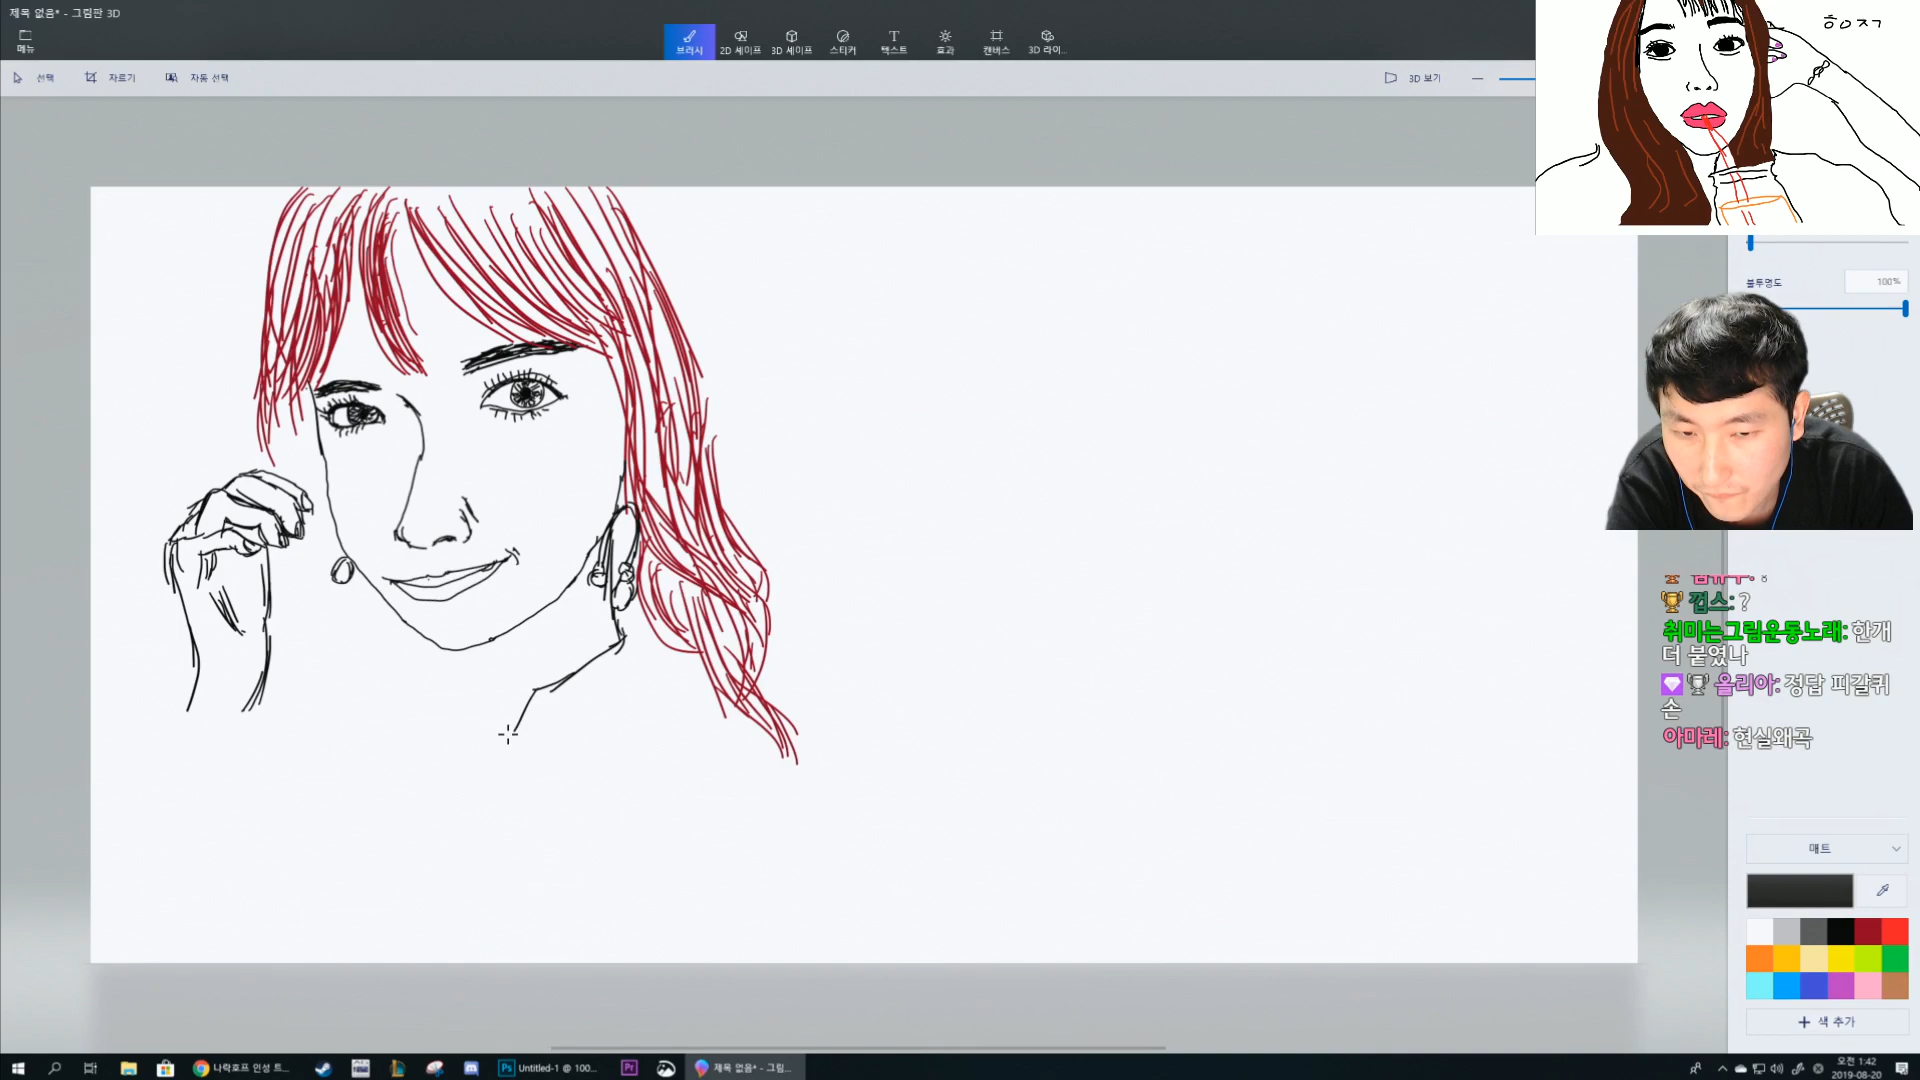 제목 없음* - 그림판 3D
메뉴
브러시
2D 셰이프
3D 셰이프
스티커
텍스트
효과
캔버스
3D 라이...
선택
자르기
자동 선택
3D 보기
불투명도
100%
껍스: ?
취미는그림운동노래: 한개
더 붙였나
올리아: 정답 피갈퀴
손
아마레: 현실왜곡
매트
색 추가
나락호프 인성 트...
Ps
Untitled-1 @ 100...
Pr
제목 없음* - 그림...
오전 1:42
2019-08-20